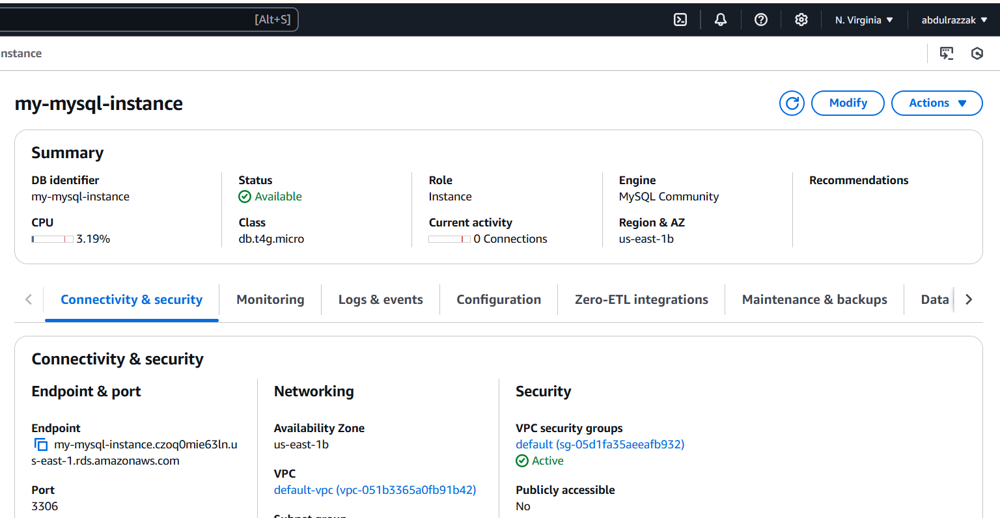 [Alt+S]
N. Virginia
abdulrazzak
nstance
my-mysql-instance
Modify
Actions
Summary
DB identifier
my-mysql-instance
Status
Available
Role
Instance
Engine
MySQL Community
Recommendations
CPU
3.19%
Class
db.t4g.micro
Current activity
0 Connections
Region & AZ
us-east-1b
Connectivity & security
Monitoring
Logs & events
Configuration
Zero-ETL integrations
Maintenance & backups
Data
Connectivity & security
Endpoint & port
Endpoint
my-mysql-instance.czoq0mie63ln.u
s-east-1.rds.amazonaws.com
Port
3306
Networking
Availability Zone
us-east-1b
VPC
default-vpc (vpc-051b3365a0fb91b42)
Subnet group
Security
VPC security groups
default (sg-05d1fa35aeeafb932)
Active
Publicly accessible
No